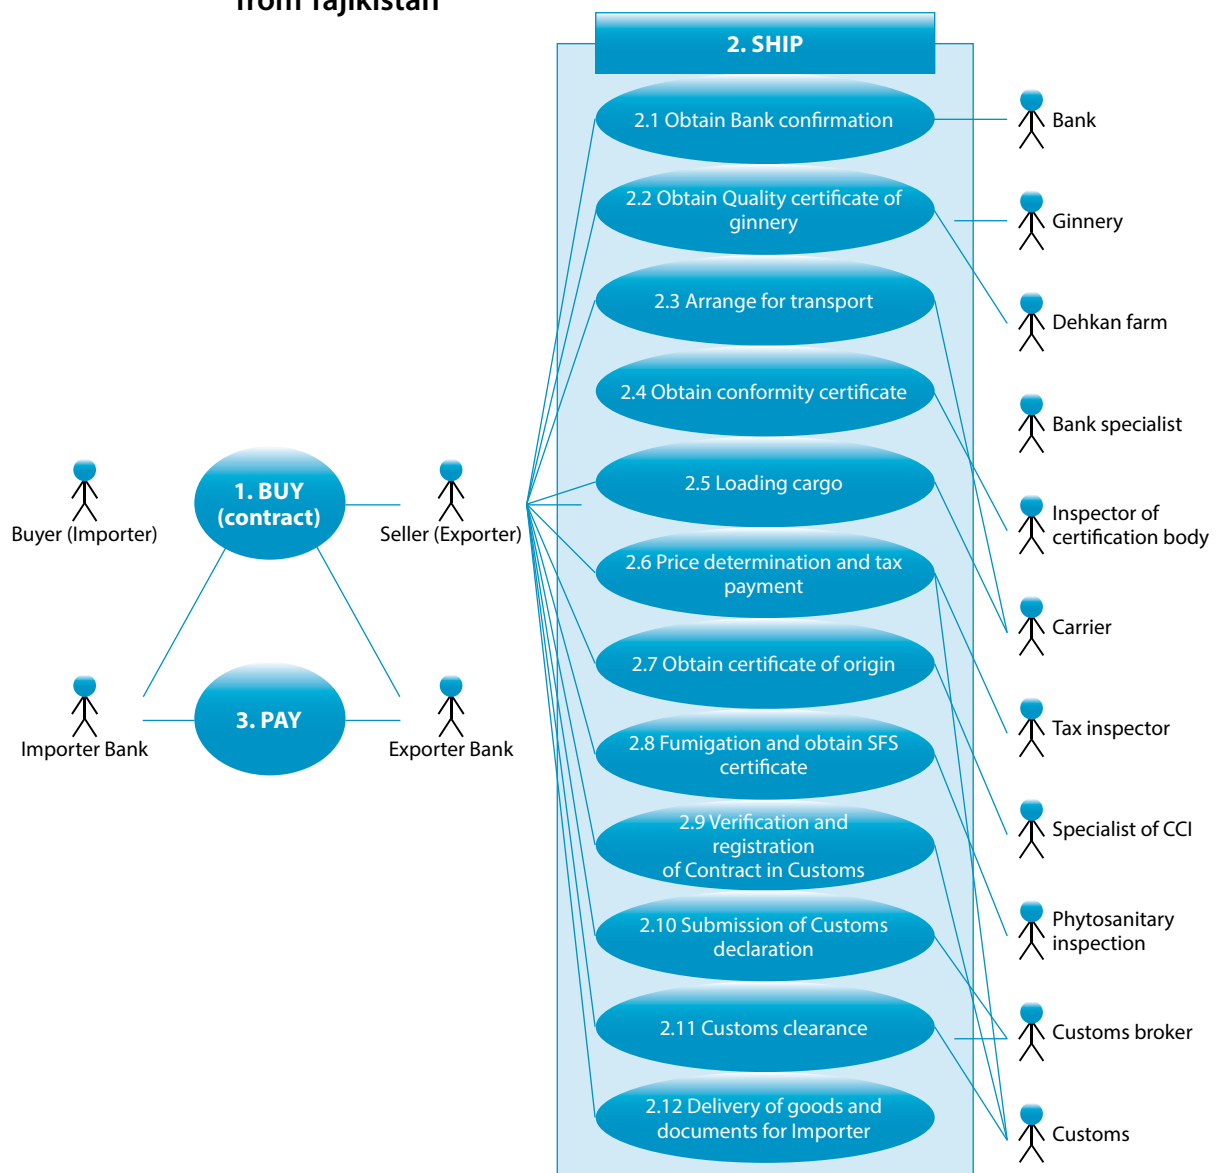 from Tajikistan
2. SHIP
2.1 Obtain Bank confirmation
Bank
2.2 Obtain Quality certificate of
ginnery
Ginnery
2.3 Arrange for transport
Dehkan farm
2.4 Obtain conformity certificate
Bank specialist
1. BUY
(contract)
Buyer (Importer)
Seller (Exporter)
2.5 Loading cargo
Inspector of
certification body
2.6 Price determination and tax
payment
Carrier
2.7 Obtain certificate of origin
3. PAY
Importer Bank
Exporter Bank
Tax inspector
2.8 Fumigation and obtain SFS
certificate
2.9 Verification and
registration
of Contract in Customs
Specialist of CCI
2.10 Submission of Customs
declaration
Phytosanitary
inspection
2.11 Customs clearance
Customs broker
2.12 Delivery of goods and
documents for Importer
Customs